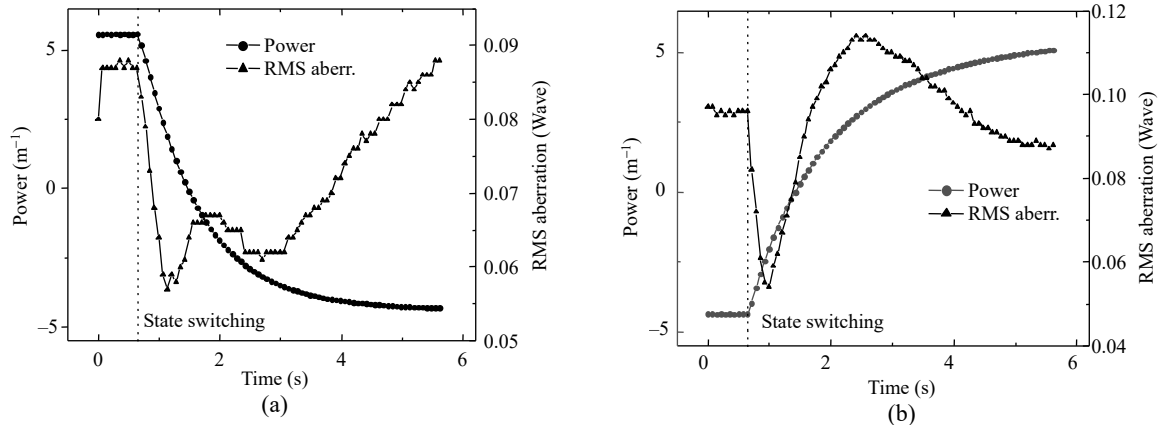 5
0
−5
Power (m⁻¹)
Power
RMS aberr.
State switching
0.09
0.08
0.07
0.06
0.05
RMS aberration (Wave)
0
2
4
6
Time (s)
(a)
5
0
−5
Power (m⁻¹)
Power
RMS aberr.
State switching
0.12
0.10
0.08
0.06
0.04
RMS aberration (Wave)
0
2
4
6
Time (s)
(b)